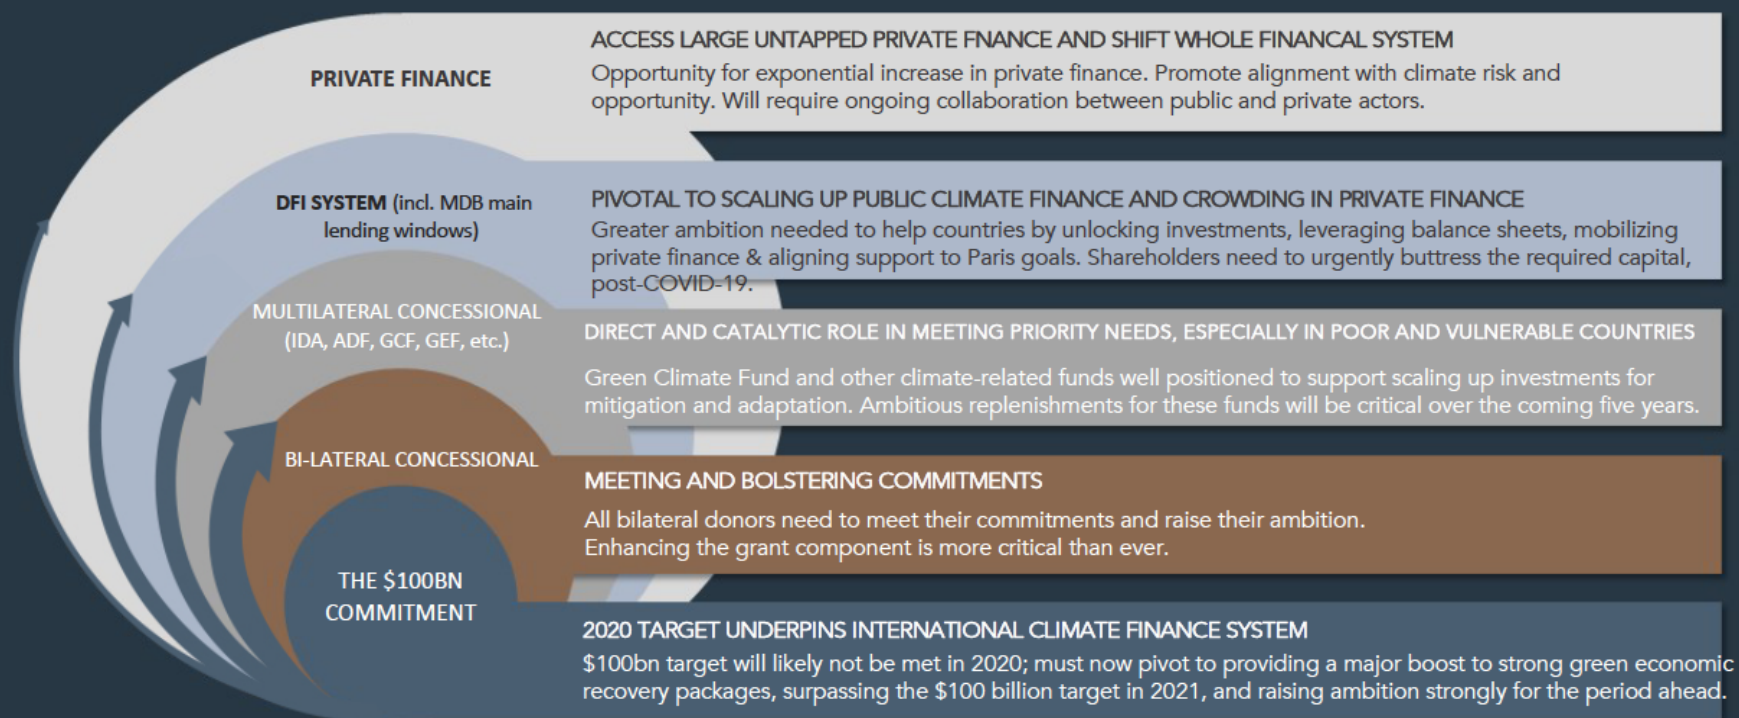 PRIVATE FINANCE
ACCESS LARGE UNTAPPED PRIVATE FNANCE AND SHIFT WHOLE FINANCAL SYSTEM
Opportunity for exponential increase in private finance. Promote alignment with climate risk and
opportunity. Will require ongoing collaboration between public and private actors.
DFI SYSTEM (incl. MDB main
lending windows)
PIVOTAL TO SCALING UP PUBLIC CLIMATE FINANCE AND CROWDING IN PRIVATE FINANCE
Greater ambition needed to help countries by unlocking investments, leveraging balance sheets, mobilizing
private finance & aligning support to Paris goals. Shareholders need to urgently buttress the required capital,
post-COVID-19.
MULTILATERAL CONCESSIONAL
(IDA, ADF, GCF, GEF, etc.)
DIRECT AND CATALYTIC ROLE IN MEETING PRIORITY NEEDS, ESPECIALLY IN POOR AND VULNERABLE COUNTRIES
Green Climate Fund and other climate-related funds well positioned to support scaling up investments for
mitigation and adaptation. Ambitious replenishments for these funds will be critical over the coming five years.
BI-LATERAL CONCESSIONAL
MEETING AND BOLSTERING COMMITMENTS
All bilateral donors need to meet their commitments and raise their ambition.
Enhancing the grant component is more critical than ever.
THE $100BN
COMMITMENT
2020 TARGET UNDERPINS INTERNATIONAL CLIMATE FINANCE SYSTEM
$100bn target will likely not be met in 2020; must now pivot to providing a major boost to strong green economic
recovery packages, surpassing the $100 billion target in 2021, and raising ambition strongly for the period ahead.